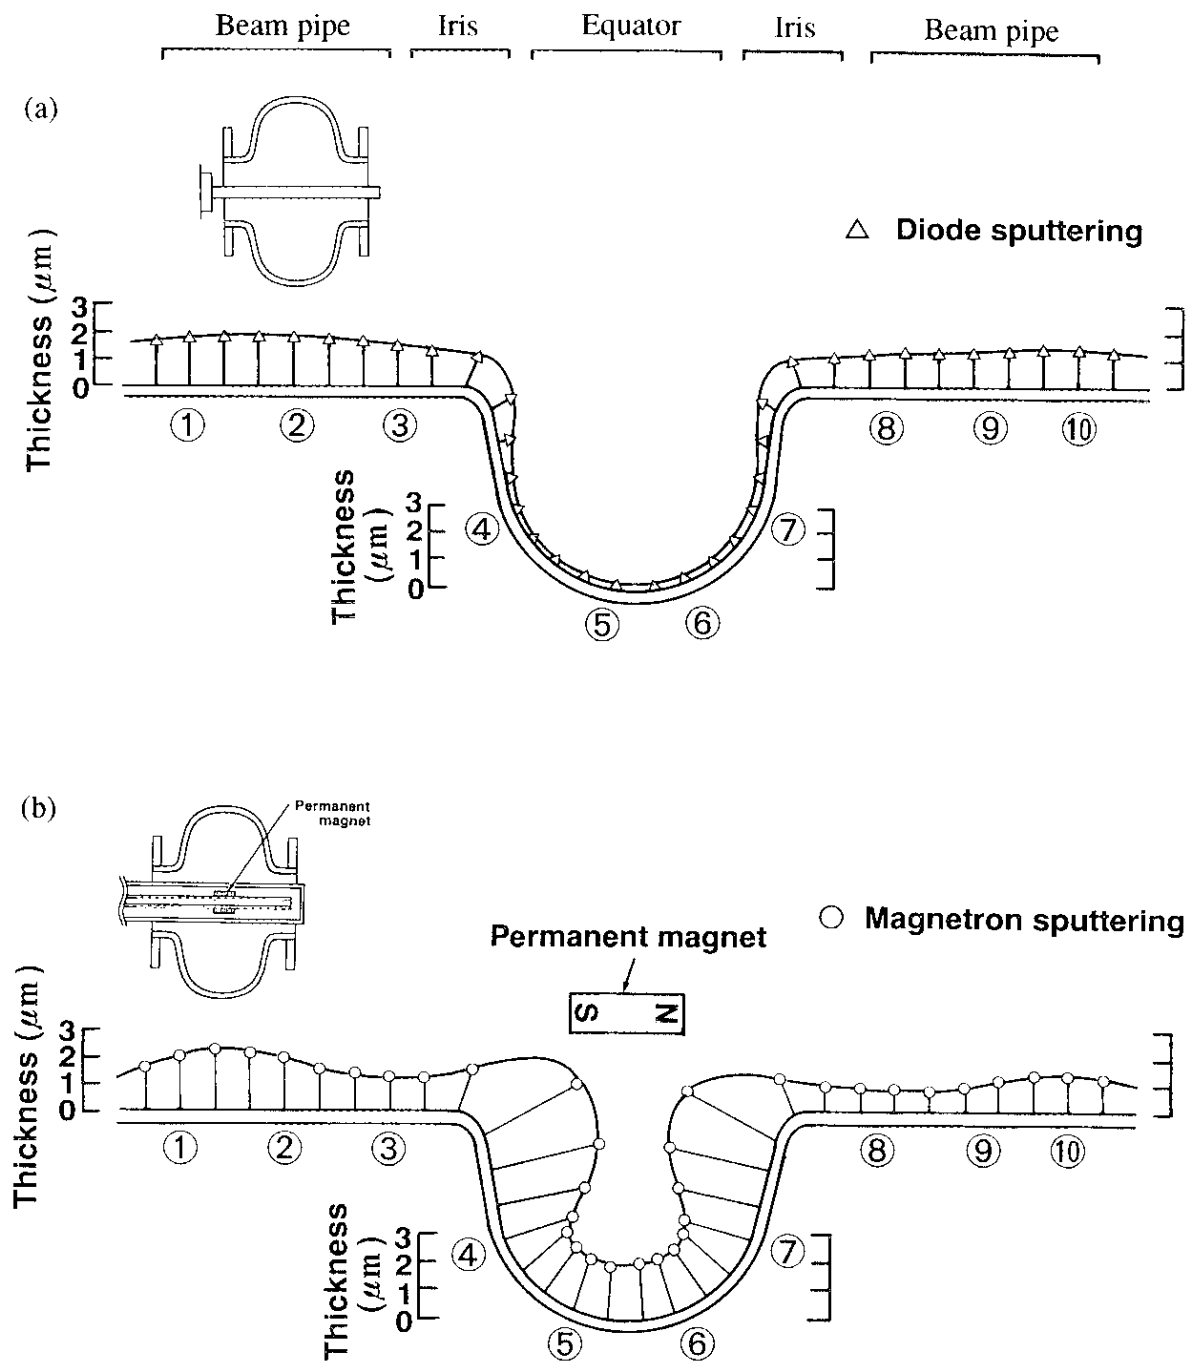 Beam pipe Iris Equator Iris Beam pipe
(a)
△ Diode sputtering
Thickness (μm)
3
2
1
0
① ② ③ ⑧ ⑨ ⑩
Thickness
(μm)
3
2
1
0
④ ⑦
⑤ ⑥
(b)
Permanent
magnet
○ Magnetron sputtering
Permanent magnet
S N
Thickness (μm)
3
2
1
0
① ② ③ ⑧ ⑨ ⑩
Thickness
(μm)
3
2
1
0
④ ⑦
⑤ ⑥